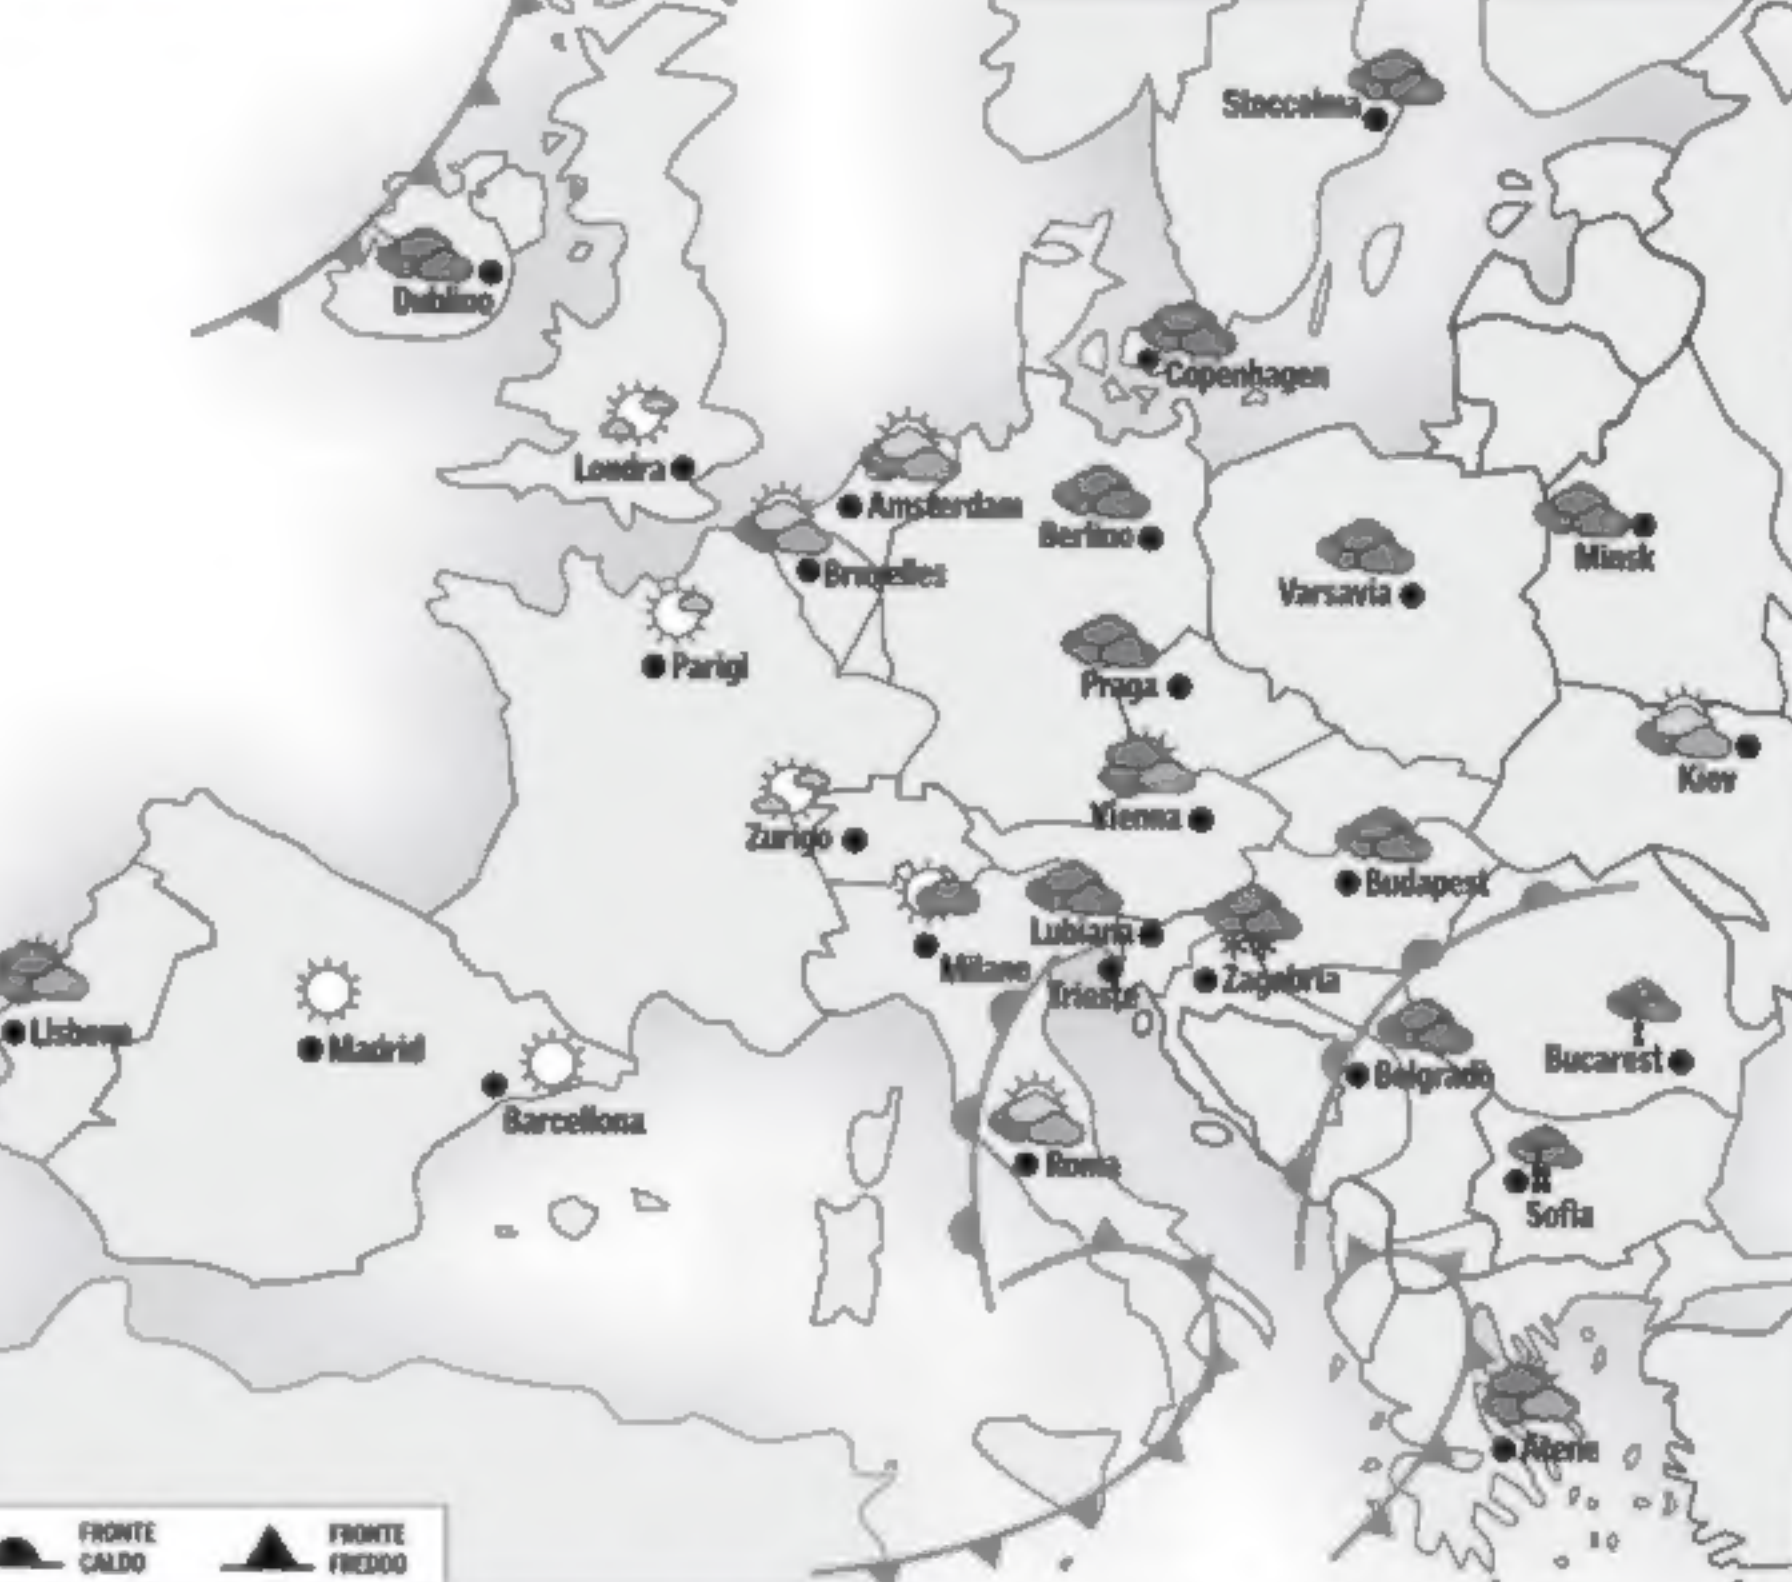 Stoccolma
Dublino
Copenhagen
Londra
Amsterdam
Berlino
Bruxelles
Varsavia
Minsk
Parigi
Praga
Kiev
Vienna
Zurigo
Budapest
Lubiana
Milano
Trieste
Zagabria
Lisbona
Madrid
Barcellona
Belgrado
Bucarest
Roma
Sofia
Atene
FRONTE
CALDO
FRONTE
FREDDO